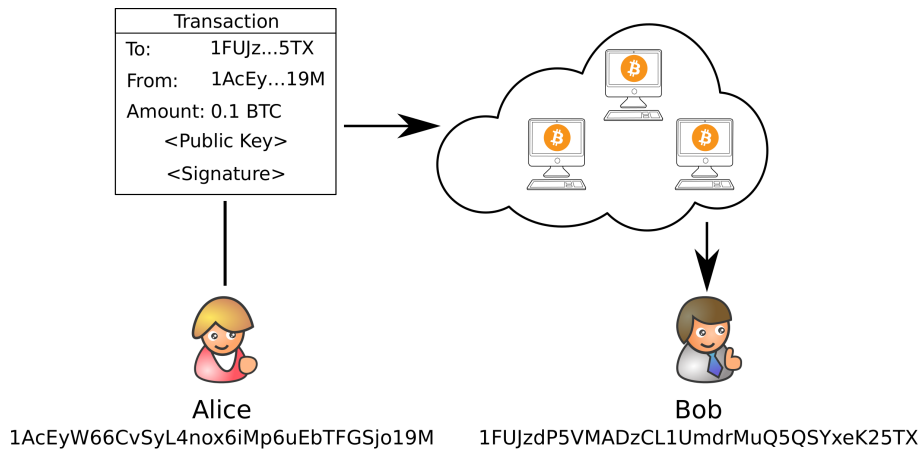 Transaction
To: 1FUJz...5TX
From: 1AcEy...19M
Amount: 0.1 BTC
<Public Key>
<Signature>
Alice
1AcEyW66CvSyL4nox6iMp6uEbTFGSjo19M
Bob
1FUJzdP5VMADzCL1UmdrMuQ5QSYxeK25TX